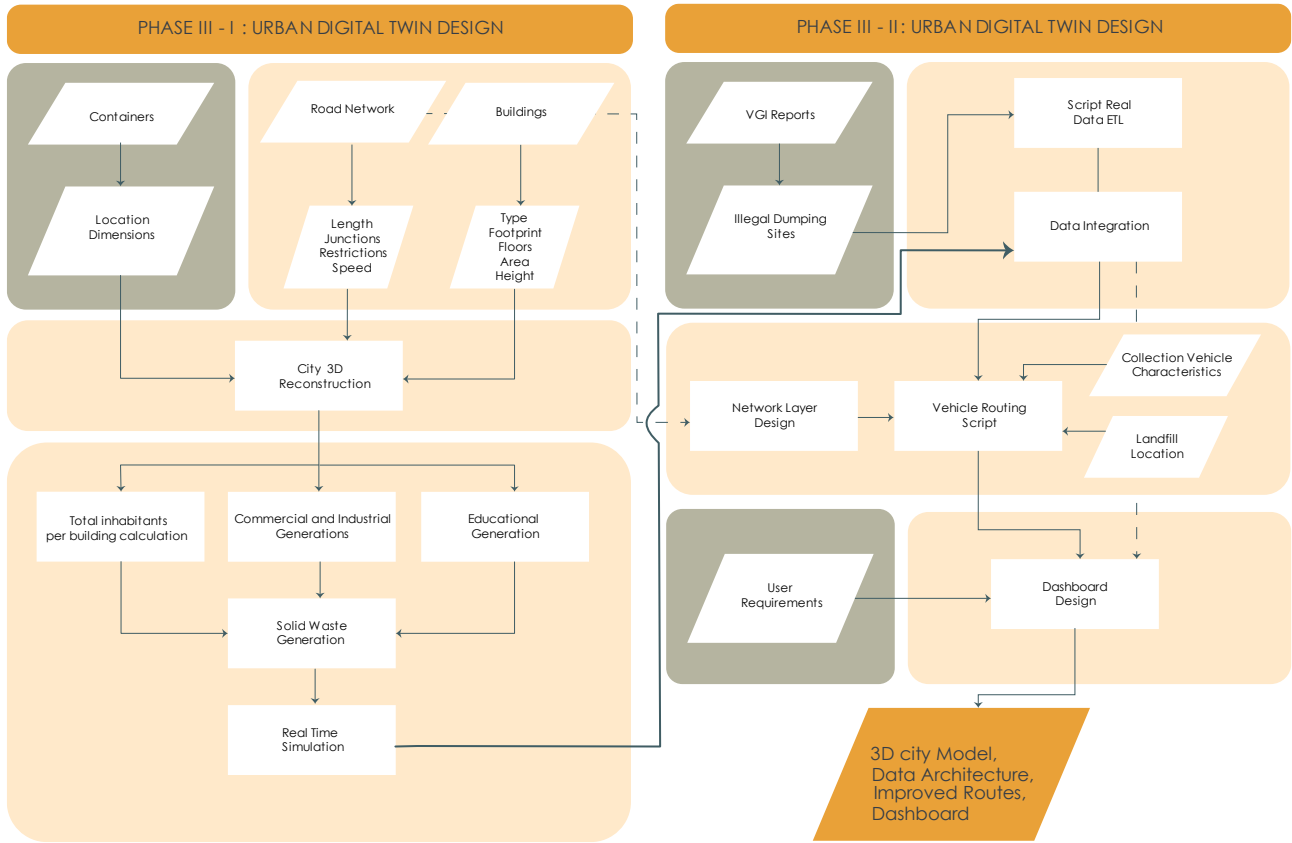 PHASE III - I : URBAN DIGITAL TWIN DESIGN
Containers
Location
Dimensions
Road Network
Buildings
Length
Junctions
Restrictions
Speed
Type
Footprint
Floors
Area
Height
City 3D
Reconstruction
Total inhabitants
per building calculation
Commercial and Industrial
Generations
Educational
Generation
Solid Waste
Generation
Real Time
Simulation
PHASE III - II: URBAN DIGITAL TWIN DESIGN
VGI Reports
Illegal Dumping
Sites
Script Real
Data ETL
Data Integration
Collection Vehicle
Characteristics
Network Layer
Design
Vehicle Routing
Script
Landfill
Location
User
Requirements
Dashboard
Design
3D city Model,
Data Architecture,
Improved Routes,
Dashboard